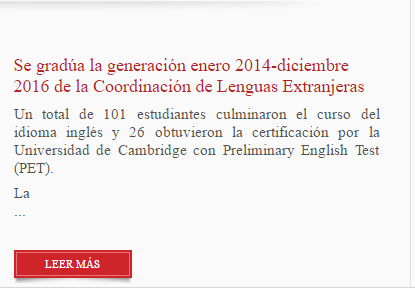 Se gradúa la generación enero 2014-diciembre
2016 de la Coordinación de Lenguas Extranjeras
Un total de 101 estudiantes culminaron el curso del
idioma inglés y 26 obtuvieron la certificación por la
Universidad de Cambridge con Preliminary English Test
(PET).
La
...
LEER MÁS